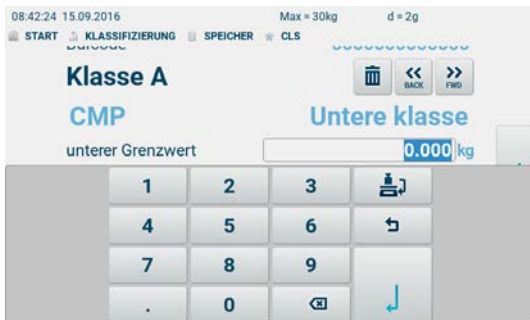 08:42:24 15.09.2016 Max = 30kg d = 2g
START KLASSIFIZIERUNG SPEICHER CLS
Klasse A BACK FWD
CMP Untere klasse
unterer Grenzwert 0.000 kg
1 2 3
4 5 6
7 8 9
. 0